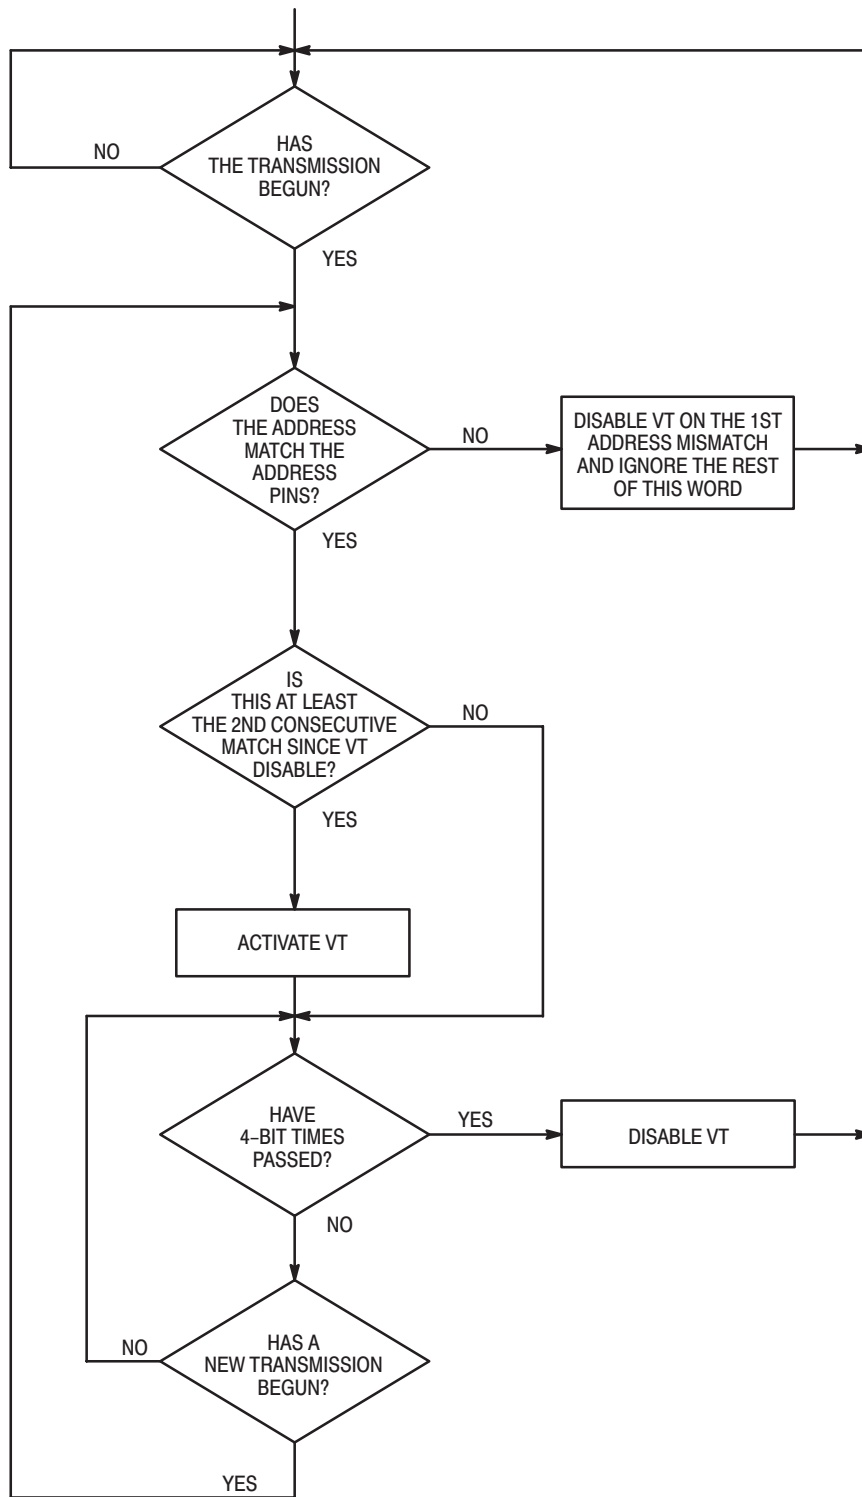 HAS
THE TRANSMISSION
BEGUN?
NO
YES
DOES
THE ADDRESS
MATCH THE
ADDRESS
PINS?
NO
DISABLE VT ON THE 1ST
ADDRESS MISMATCH
AND IGNORE THE REST
OF THIS WORD
YES
IS
THIS AT LEAST
THE 2ND CONSECUTIVE
MATCH SINCE VT
DISABLE?
NO
YES
ACTIVATE VT
HAVE
4–BIT TIMES
PASSED?
YES
DISABLE VT
NO
HAS A
NEW TRANSMISSION
BEGUN?
NO
YES